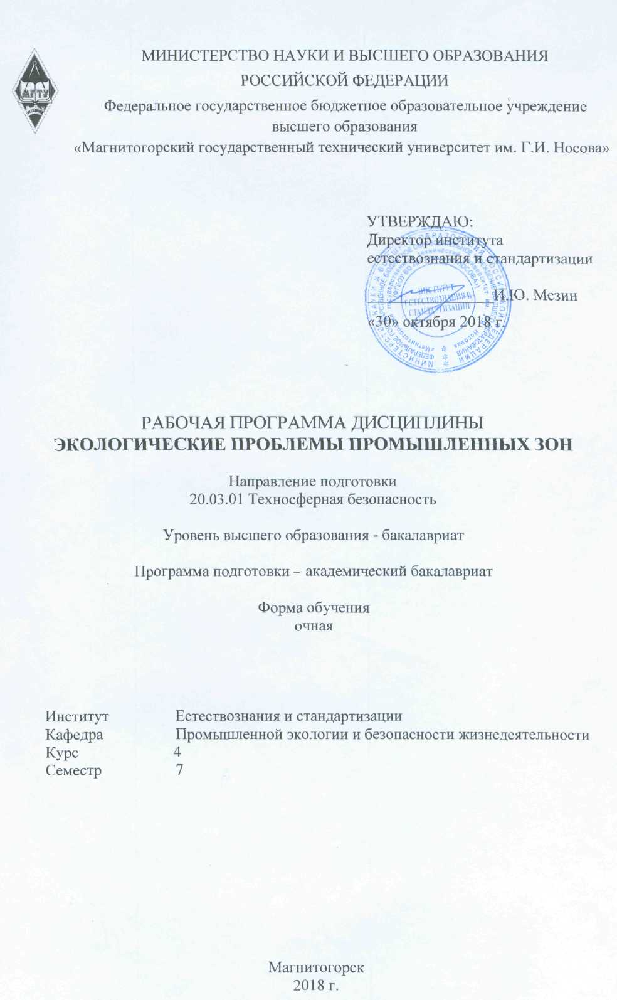 МИНИСТЕРСТВО НАУКИ И ВЫСШЕГО ОБРАЗОВАНИЯ
РОССИЙСКОЙ ФЕДЕРАЦИИ
Федеральное государственное бюджетное образовательное учреждение
высшего образования
«Магнитогорский государственный технический университет им. Г.И. Носова»
МГТУ
УТВЕРЖДАЮ:
Директор института
естествознания и стандартизации
И.Ю. Мезин
«30» октября 2018 г.
ИНСТИТУТ
ЕСТЕСТВОЗНАНИЯ И
СТАНДАРТИЗАЦИИ
РАБОЧАЯ ПРОГРАММА ДИСЦИПЛИНЫ
ЭКОЛОГИЧЕСКИЕ ПРОБЛЕМЫ ПРОМЫШЛЕННЫХ ЗОН
Направление подготовки
20.03.01 Техносферная безопасность
Уровень высшего образования - бакалавриат
Программа подготовки – академический бакалавриат
Форма обучения
очная
Институт Естествознания и стандартизации
Кафедра Промышленной экологии и безопасности жизнедеятельности
Курс 4
Семестр 7
Магнитогорск
2018 г.